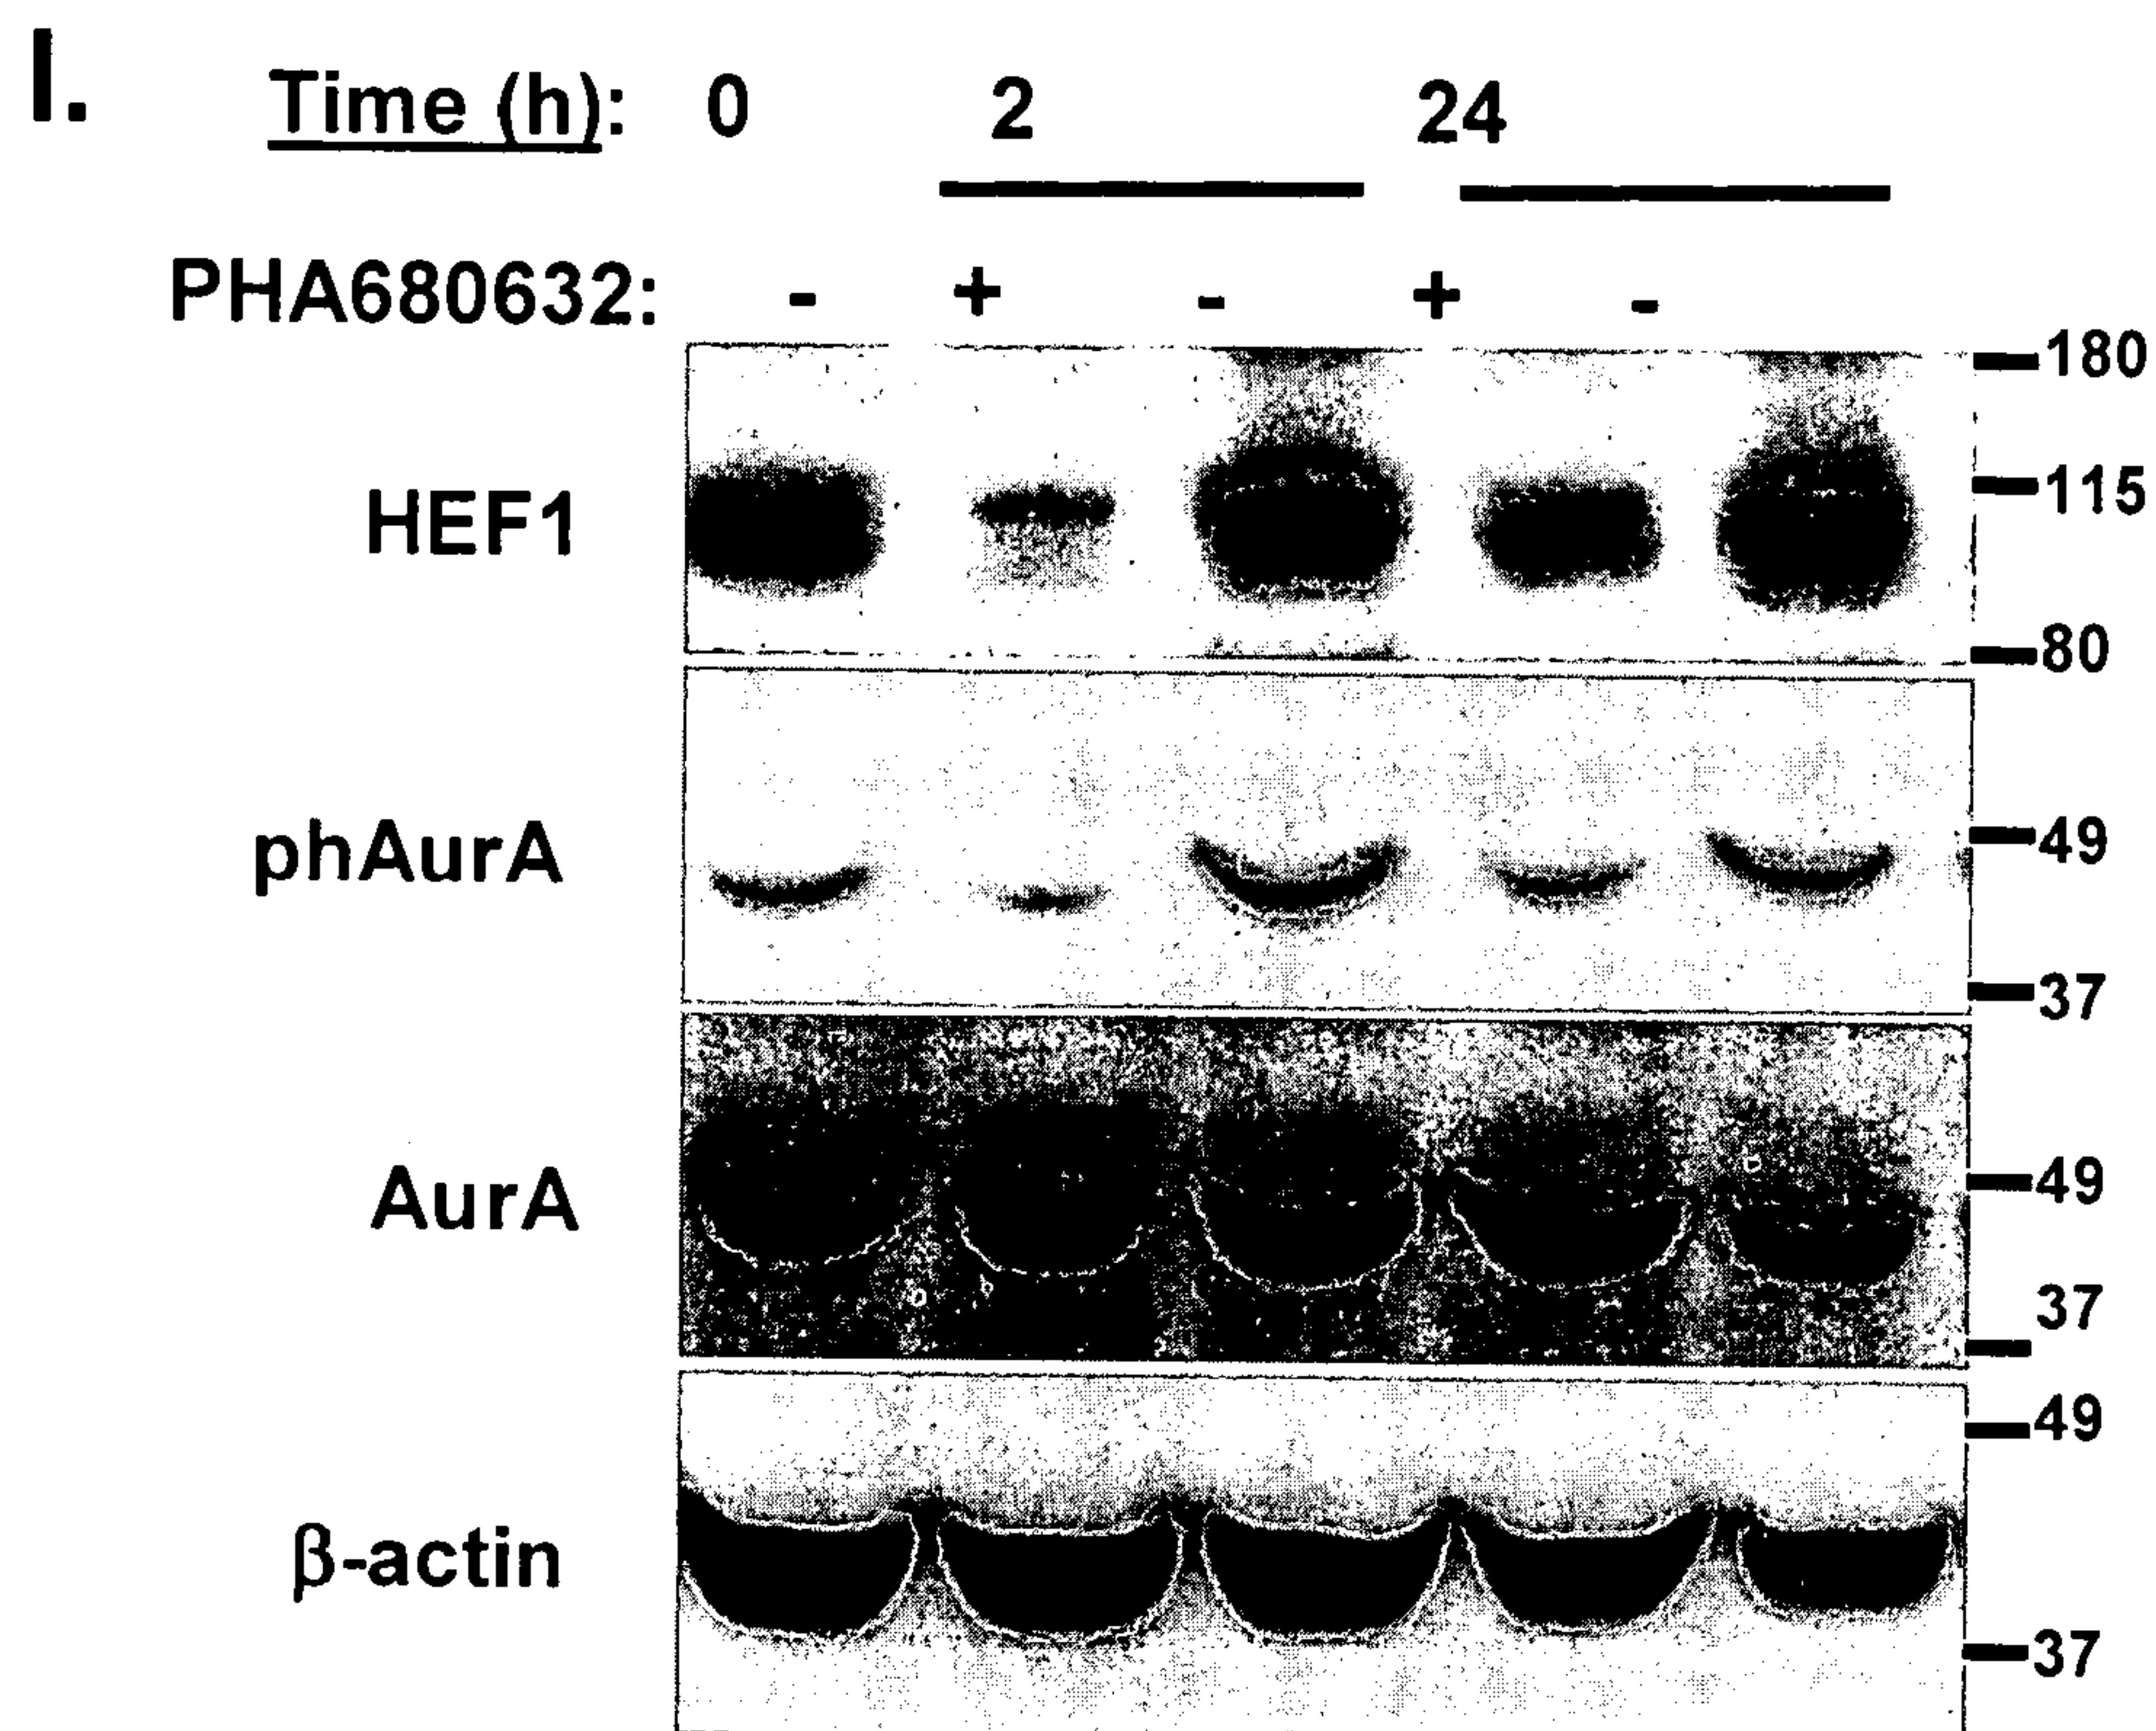 I.
Time (h): 0 2 24
PHA680632: - + - + -
180
HEF1
115
80
phAurA
49
37
AurA
49
37
49
β-actin
37